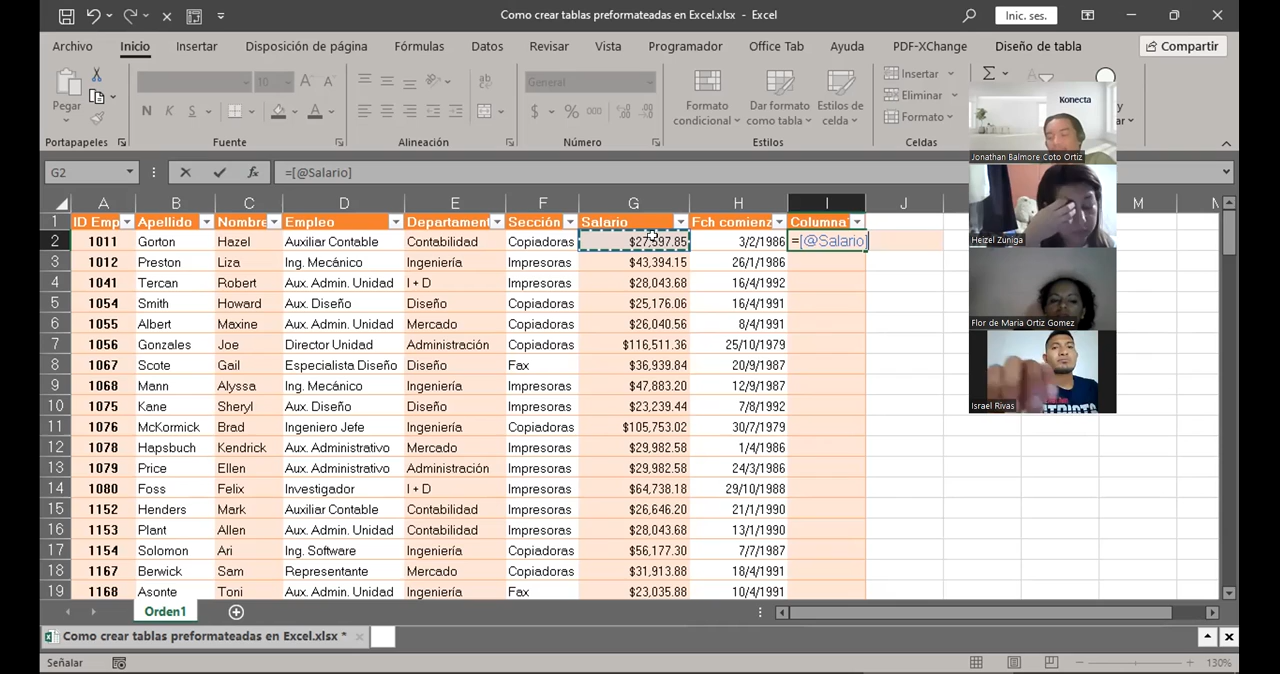 Como crear tablas preformateadas en Excel.xlsx - Excel
Inic. ses.
Archivo Inicio Insertar Disposición de página Fórmulas Datos Revisar Vista Programador Office Tab Ayuda PDF-XChange Diseño de tabla Compartir
Pegar
General
Formato condicional
Dar formato como tabla
Estilos de celda
Insertar
Eliminar
Formato
Portapapeles Fuente Alineación Número Estilos Celdas
G2 =[@Salario]
A B C D E F G H I J M
1 ID Emp Apellido Nombre Empleo Departament Sección Salario Fch comienz Columna
2 1011 Gorton Hazel Auxiliar Contable Contabilidad Copiadoras $27,597.85 3/2/1986 =[@Salario]
3 1012 Preston Liza Ing. Mecánico Ingeniería Impresoras $43,394.15 26/1/1986
4 1041 Tercan Robert Aux. Admin. Unidad I + D Impresoras $28,043.68 16/4/1992
5 1054 Smith Howard Aux. Diseño Diseño Copiadoras $25,176.06 16/4/1991
6 1055 Albert Maxine Aux. Admin. Unidad Mercado Copiadoras $26,040.56 8/4/1991
7 1056 Gonzales Joe Director Unidad Administración Copiadoras $116,511.36 25/10/1979
8 1067 Scote Gail Especialista Diseño Diseño Fax $36,939.84 20/9/1987
9 1068 Mann Alyssa Ing. Mecánico Ingeniería Impresoras $47,883.20 12/9/1987
10 1075 Kane Sheryl Aux. Diseño Diseño Impresoras $23,239.44 7/8/1992
11 1076 McKormick Brad Ingeniero Jefe Ingeniería Impresoras $105,753.02 30/7/1979
12 1078 Hapsbuch Kendrick Aux. Administrativo Mercado Impresoras $29,982.58 1/4/1986
13 1079 Price Ellen Aux. Administrativo Administración Impresoras $29,982.58 24/3/1986
14 1080 Foss Felix Investigador I + D Impresoras $64,738.18 29/10/1988
15 1152 Henders Mark Auxiliar Contable Contabilidad Impresoras $26,646.20 21/1/1990
16 1153 Plant Allen Aux. Admin. Unidad Contabilidad Impresoras $28,043.68 13/1/1990
17 1154 Solomon Ari Ing. Software Ingeniería Copiadoras $56,177.30 7/7/1987
18 1167 Berwick Sam Representante Mercado Copiadoras $31,913.88 18/4/1991
19 1168 Asonte Toni Aux. Admin. Unidad Ingeniería Fax $23,035.88 10/4/1991
Konecta
Jonathan Balmore Coto Ortiz
Heizel Zuniga
Flor de Maria Ortiz Gomez
Israel Rivas
Orden1
Como crear tablas preformateadas en Excel.xlsx *
Señalar
130%